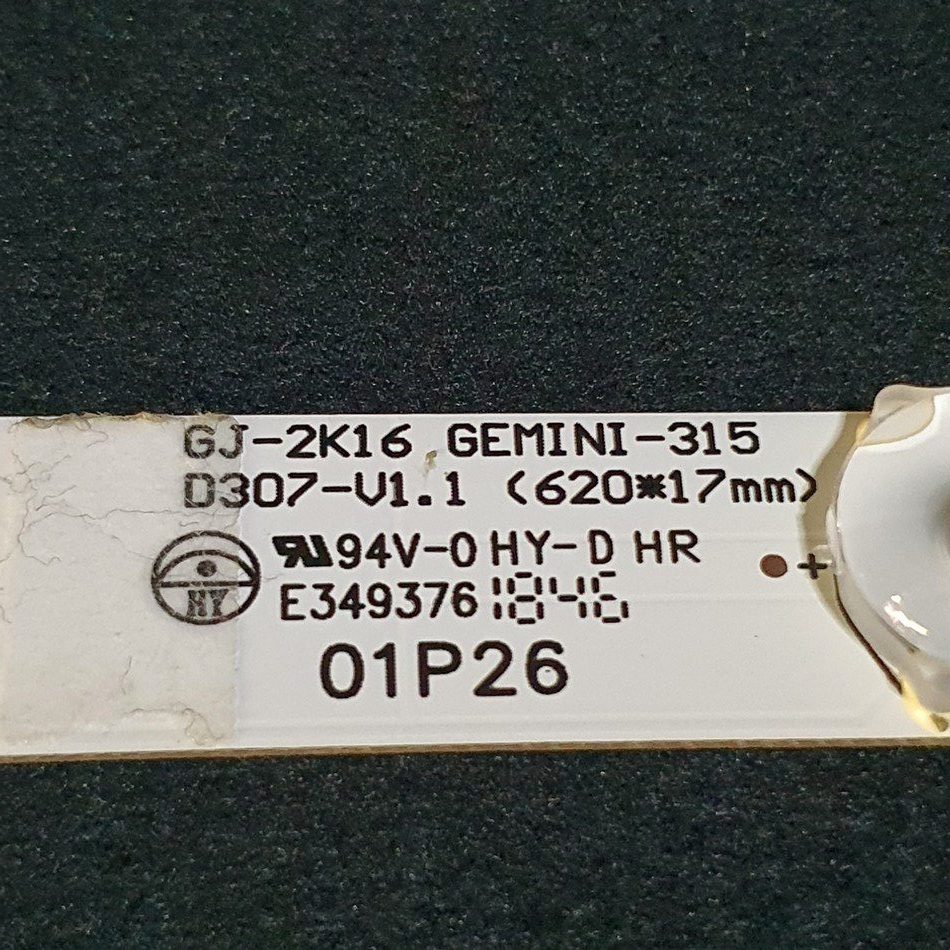 GJ-2K16 GEMINI-315
D307-V1.1 (620*17mm)
94V-0 HY-D HR
HY
E349376 1846
01P26
+